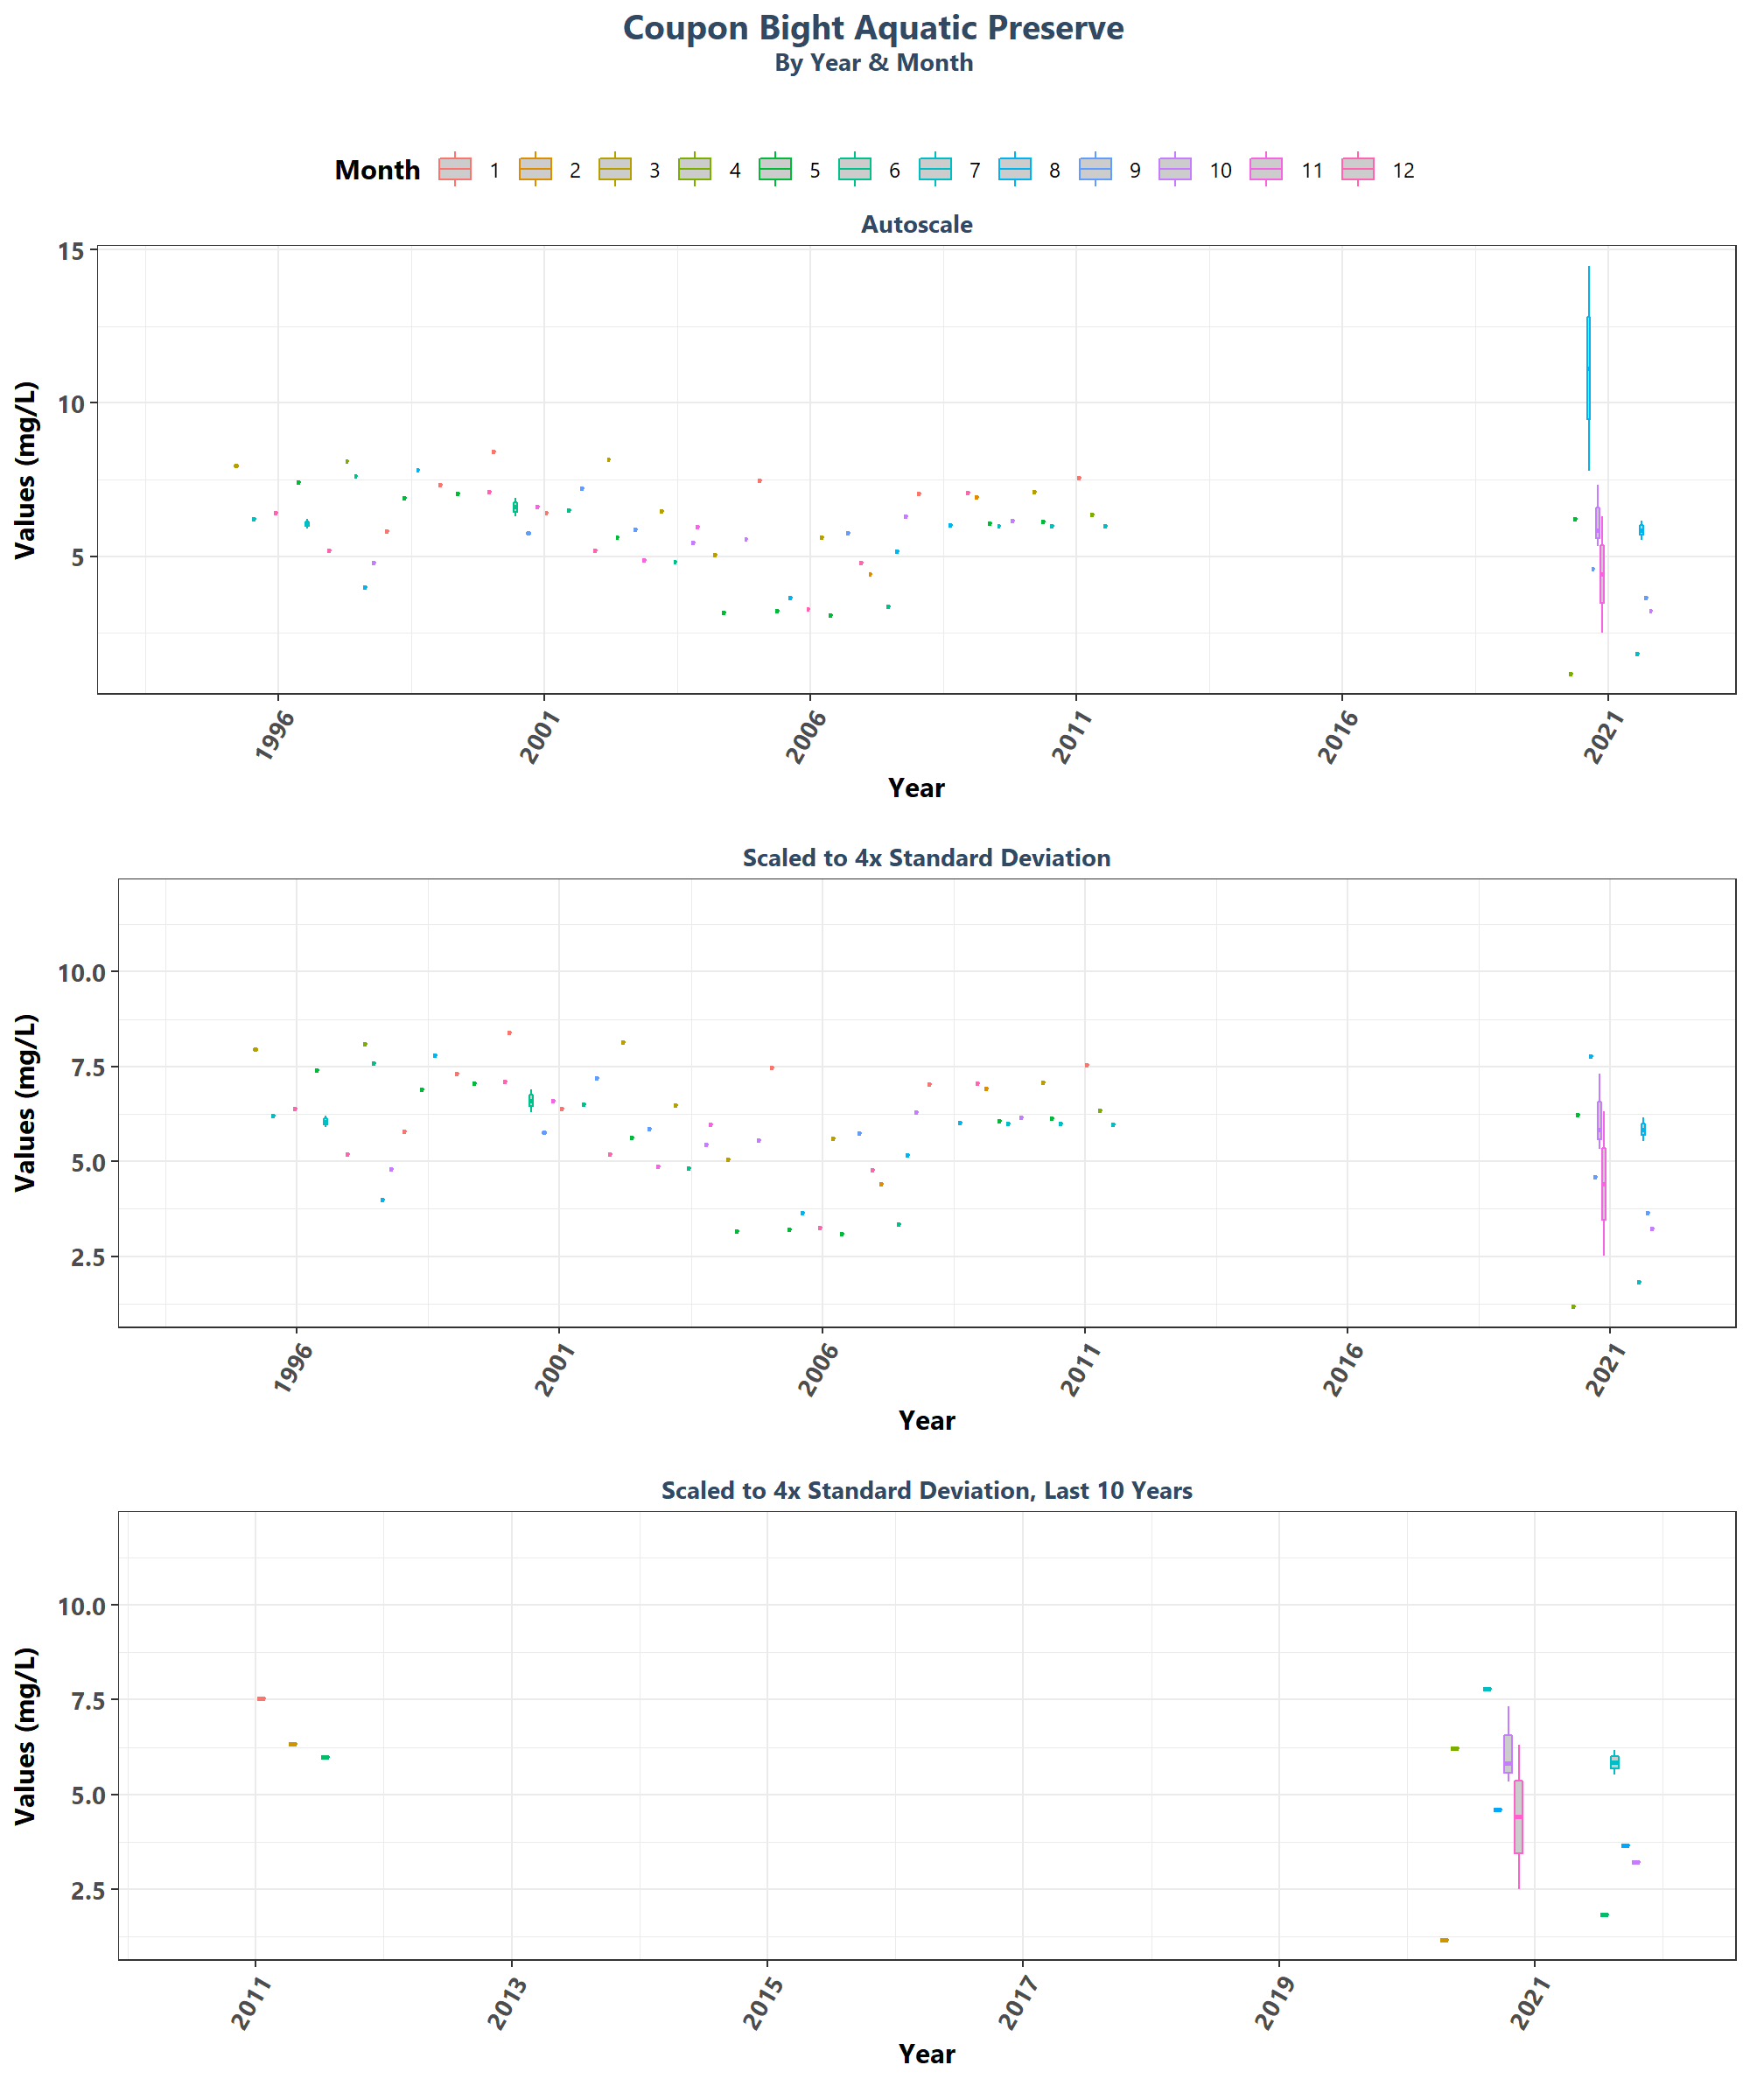 Coupon Bight Aquatic Preserve
By Year & Month
Month 1 2 3 4 5 6 7 8 9 10 11 12
Autoscale
15
10
5
Values (mg/L)
1996 2001 2006 2011 2016 2021
Year
Scaled to 4x Standard Deviation
10.0
7.5
5.0
2.5
Values (mg/L)
1996 2001 2006 2011 2016 2021
Year
Scaled to 4x Standard Deviation, Last 10 Years
10.0
7.5
5.0
2.5
Values (mg/L)
2011 2013 2015 2017 2019 2021
Year